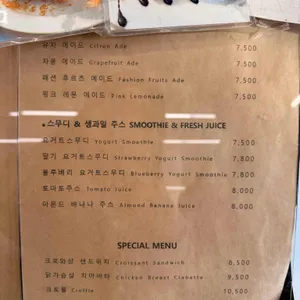 유자 에이드 Citron Ade 7,500
자몽 에이드 Grapefruit Ade 7,500
패션 후르츠 에이드 Fashion Fruits Ade 7,500
핑크 레몬 에이드 Pink Lemonade 7,500
스무디 & 생과일 주스 SMOOTHIE & FRESH JUICE
요거트스무디 Yogurt Smoothie 7,500
딸기 요거트스무디 Strawberry Yogurt Smoothie 7,800
블루베리 요거트스무디 Blueberry Yogurt Smoothie 7,800
토마토주스 Tomato Juice 8,000
아몬드 바나나 주스 Almond Banana Juice 8,000
SPECIAL MENU
크로와상 샌드위치 Croissant Sandwich 8,500
닭가슴살 치아바타 Chicken Breast Ciabatta 9,500
크로플 Croffle 10,500